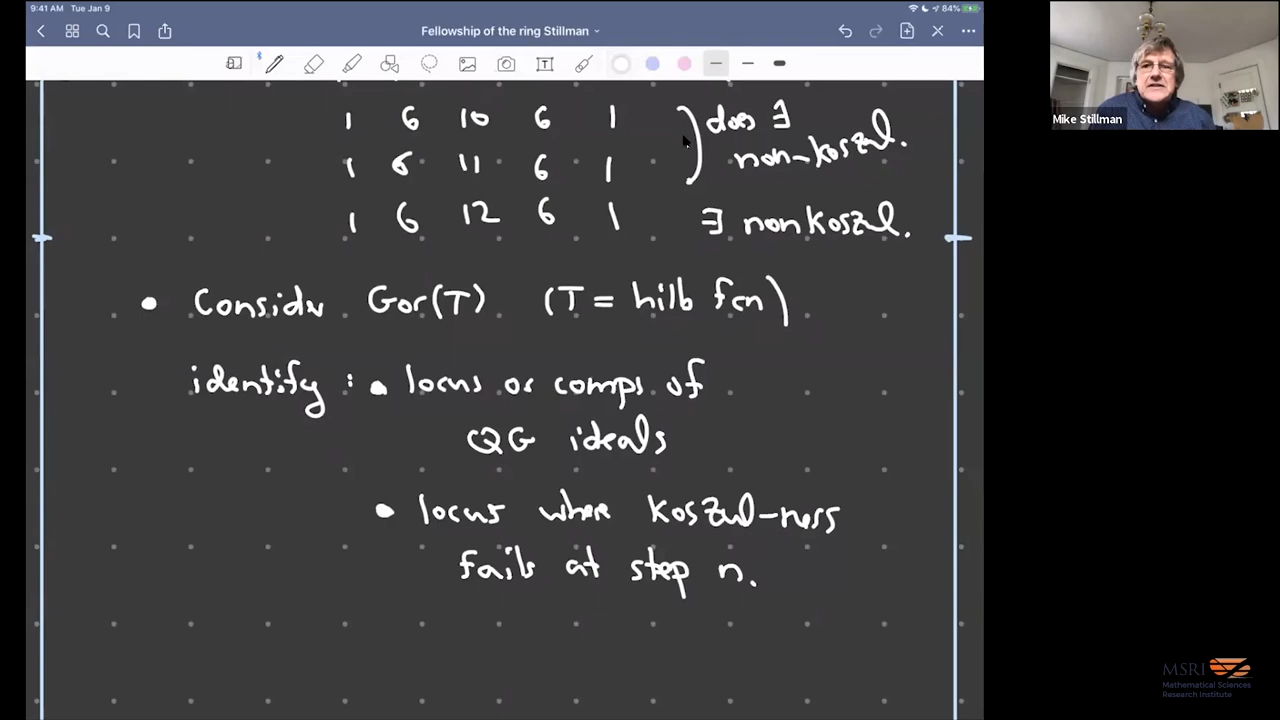 9:41 AM Tue Jan 9
84%
Fellowship of the ring Stillman
1 6 10 6 1 does ∃
non-koszul.
1 6 11 6 1
1 6 12 6 1 ∃ nonkoszul.
• Consider Gor(T) (T = hilb fcn)
identify : • locus or comps of
QG ideals
• locus where koszul-ness
fails at step n.
Mike Stillman
MSRI
Mathematical Sciences
Research Institute